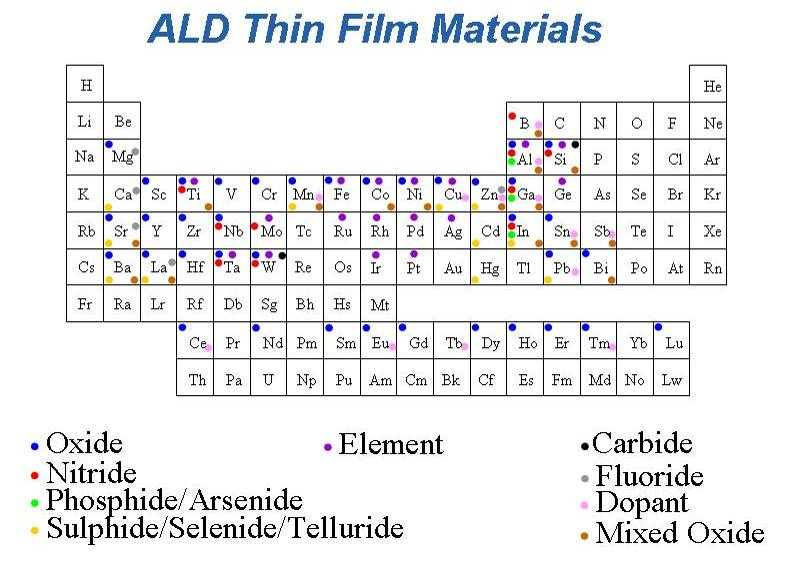 ALD Thin Film Materials
H He
Li Be B C N O F Ne
Na Mg Al Si P S Cl Ar
K Ca Sc Ti V Cr Mn Fe Co Ni Cu Zn Ga Ge As Se Br Kr
Rb Sr Y Zr Nb Mo Tc Ru Rh Pd Ag Cd In Sn Sb Te I Xe
Cs Ba La Hf Ta W Re Os Ir Pt Au Hg Tl Pb Bi Po At Rn
Fr Ra Lr Rf Db Sg Bh Hs Mt
Ce Pr Nd Pm Sm Eu Gd Tb Dy Ho Er Tm Yb Lu
Th Pa U Np Pu Am Cm Bk Cf Es Fm Md No Lw
Oxide Element Carbide
Nitride Fluoride
Phosphide/Arsenide Dopant
Sulphide/Selenide/Telluride Mixed Oxide